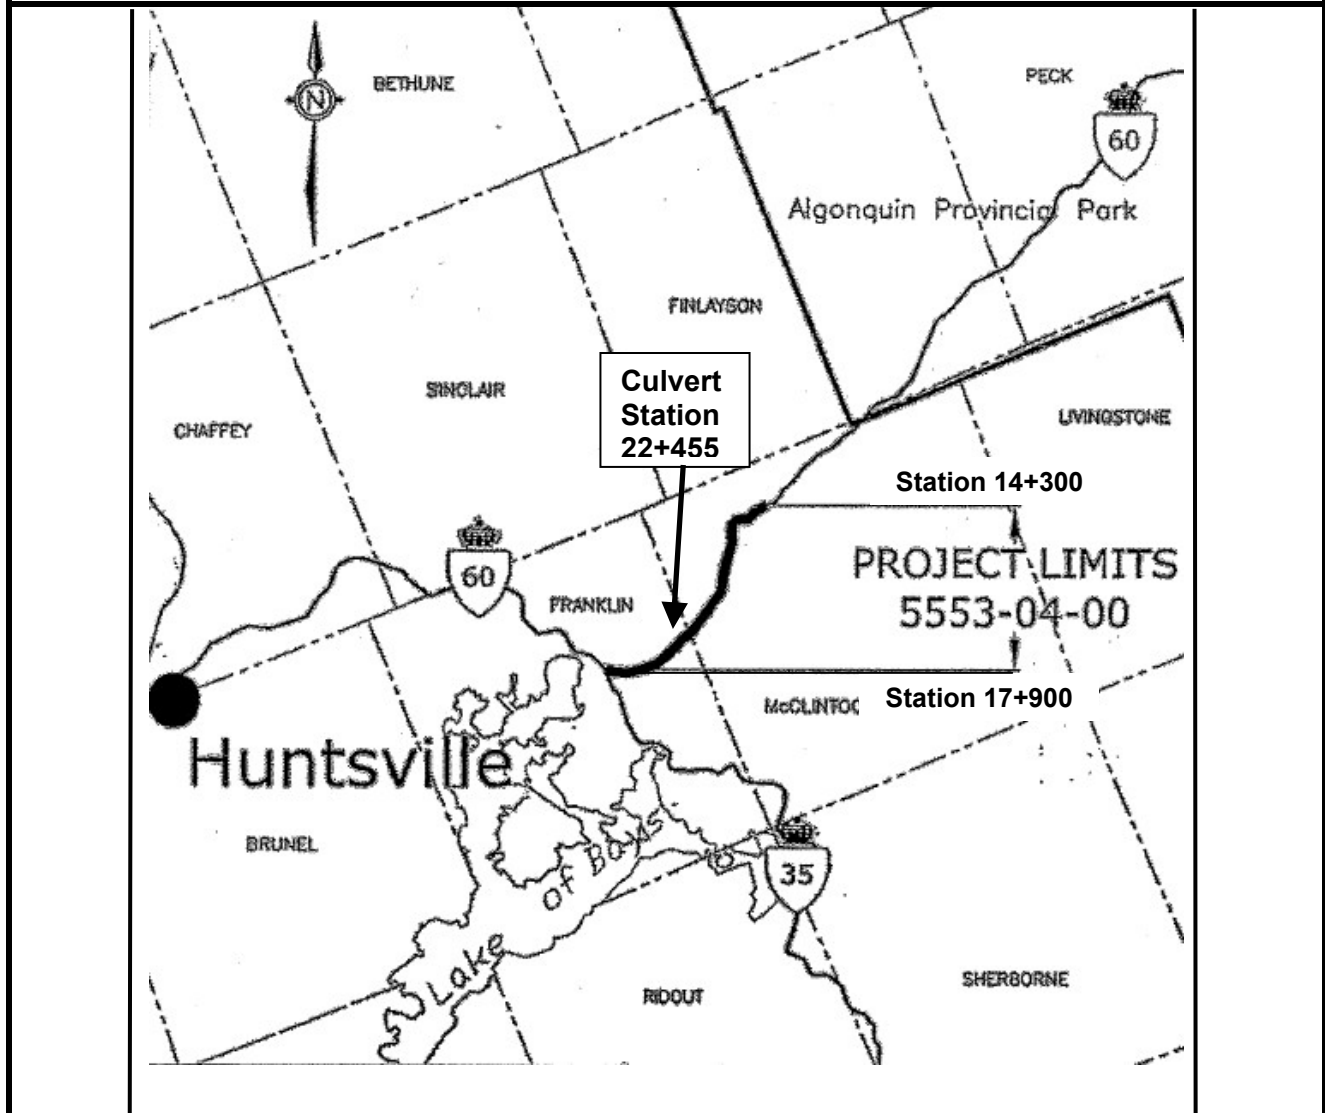 BETHUNE
N
PECK
60
Algonquin Provincial Park
FINLAYSON
SINCLAIR
CHAFFEY
Culvert
Station
22+455
LIVINGSTONE
Station 14+300
PROJECT LIMITS
5553-04-00
60
FRANKLIN
McCLINTOC
Station 17+900
Huntsville
BRUNEL
Lake of Bays
35
RIDOUT
SHERBORNE